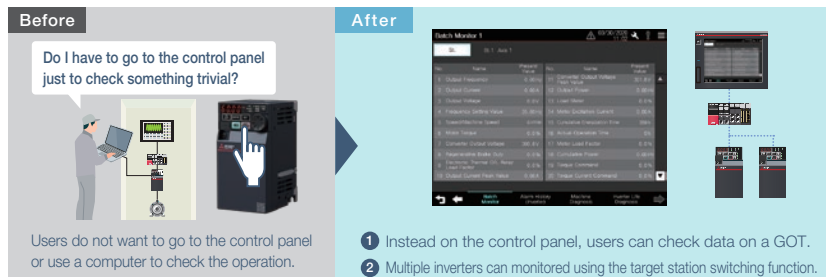 Before
Do I have to go to the control panel
just to check something trivial?
Users do not want to go to the control panel
or use a computer to check the operation.
After
Batch Monitor 1
No. Name Present Value No. Name Present Value
1 Output Frequency
2 Output Current
3 Output Voltage
4 Frequency Setting Value
6 Motor Torque
7 Converter Output Voltage
8 Regenerative Brake Duty
10 Output Current Peak Value
11 Converter Output Voltage Peak Value
12 Output Power
13 Load Meter
14 Motor Excitation Current
15 Cumulative Energization Time
16 Actual Operation Time
17 Motor Load Factor
18 Cumulative Power
19 Torque Command
20 Torque Current Command
Batch Monitor
Alarm History
Machine Diagnosis
Inverter Life Diagnosis
1 Instead on the control panel, users can check data on a GOT.
2 Multiple inverters can monitored using the target station switching function.